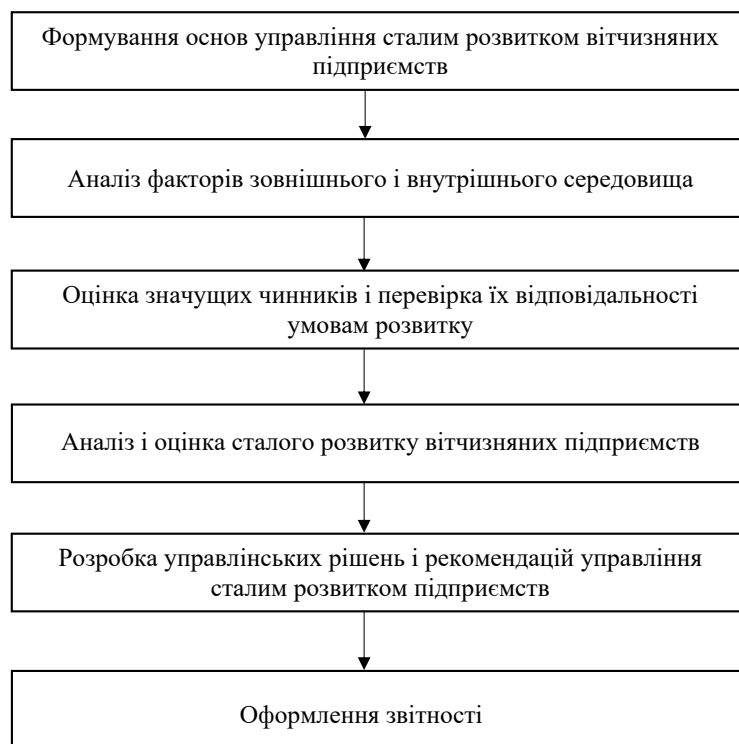 Формування основ управління сталим розвитком вітчизняних
підприємств
Аналіз факторів зовнішнього і внутрішнього середовища
Оцінка значущих чинників і перевірка їх відповідальності
умовам розвитку
Аналіз і оцінка сталого розвитку вітчизняних підприємств
Розробка управлінських рішень і рекомендацій управління
сталим розвитком підприємств
Оформлення звітності